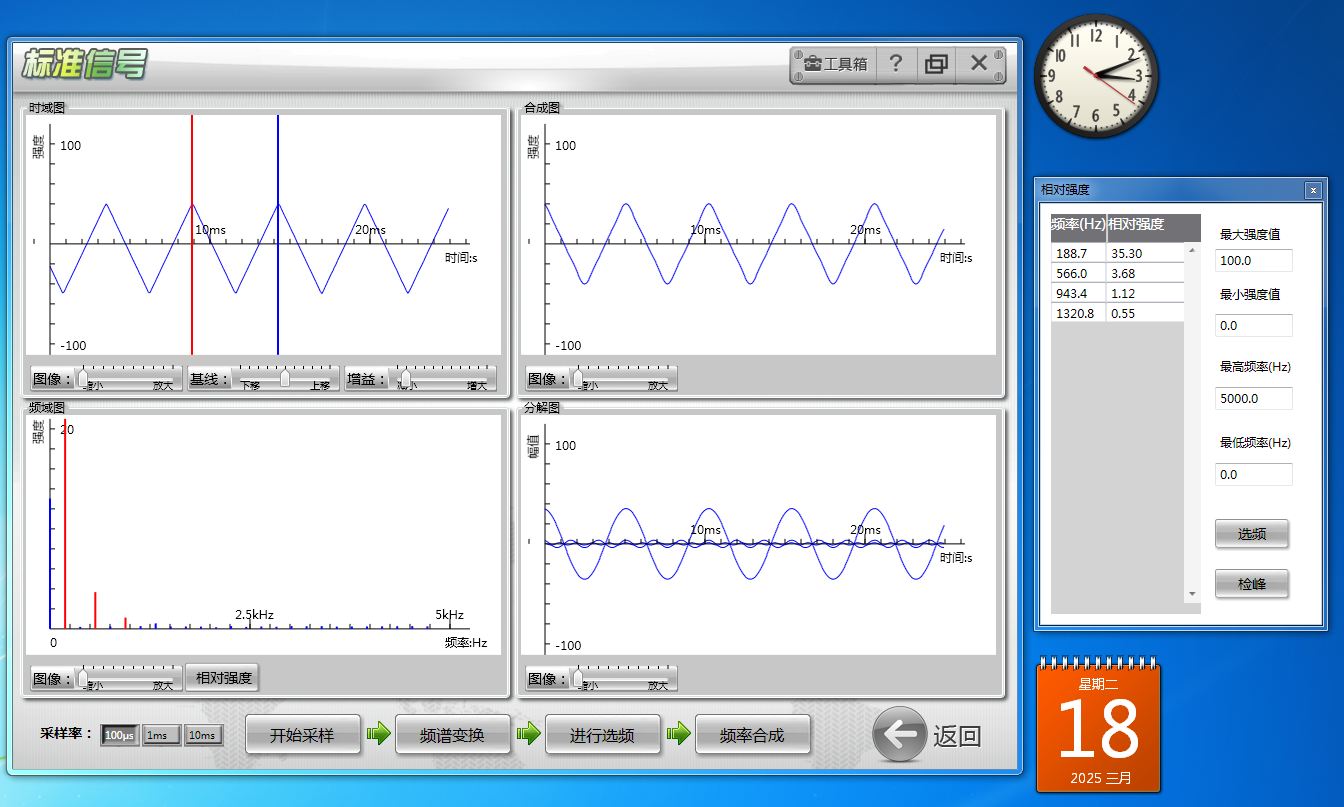 标准信号
工具箱 ?
时域图
强度
100
10ms
20ms
时间:s
-100
图像： 缩小 放大 基线： 下移 上移 增益： 减小 增大
合成图
强度
100
10ms
20ms
时间:s
-100
图像： 缩小 放大
频域图
强度
20
2.5kHz
5kHz
0
频率:Hz
图像： 缩小 放大 相对强度
分解图
幅值
100
10ms
20ms
时间:s
-100
图像： 缩小 放大
采样率： 100μs 1ms 10ms 开始采样 频谱变换 进行选频 频率合成 返回
12
1
2
3
4
5
6
7
8
9
10
11
相对强度
频率(Hz) 相对强度
188.7 35.30
566.0 3.68
943.4 1.12
1320.8 0.55
最大强度值
100.0
最小强度值
0.0
最高频率(Hz)
5000.0
最低频率(Hz)
0.0
选频
检峰
星期二
18
2025 三月